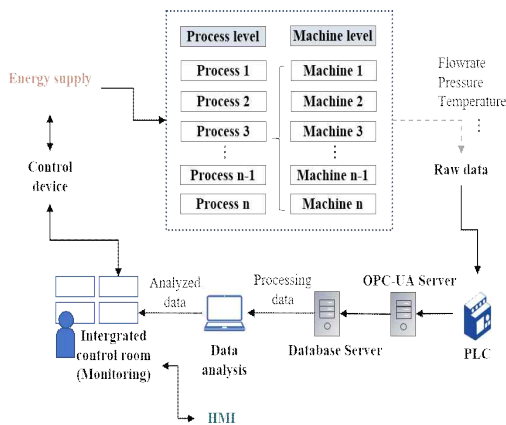 Process level
Machine level
Energy supply
Process 1
Machine 1
Process 2
Machine 2
Process 3
Machine 3
Process n-1
Machine n-1
Process n
Machine n
Flowrate
Pressure
Temperature
Raw data
Control
device
Analyzed
data
Processing
data
OPC-UA Server
Intergrated
control room
(Monitoring)
Data
analysis
Database Server
PLC
HMI